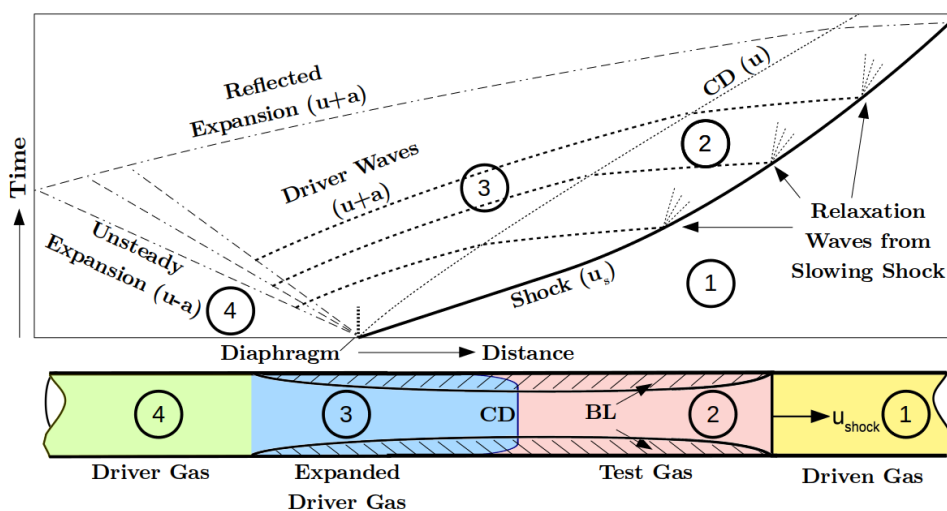 Time
Reflected
Expansion (u+a)
CD (u)
2
Driver Waves
(u+a)
3
Unsteady
Expansion (u-a)
Relaxation
Waves from
Slowing Shock
4
Shock (uₛ)
1
Diaphragm
Distance
4
3
CD
BL
2
u_shock
1
Driver Gas
Expanded
Driver Gas
Test Gas
Driven Gas